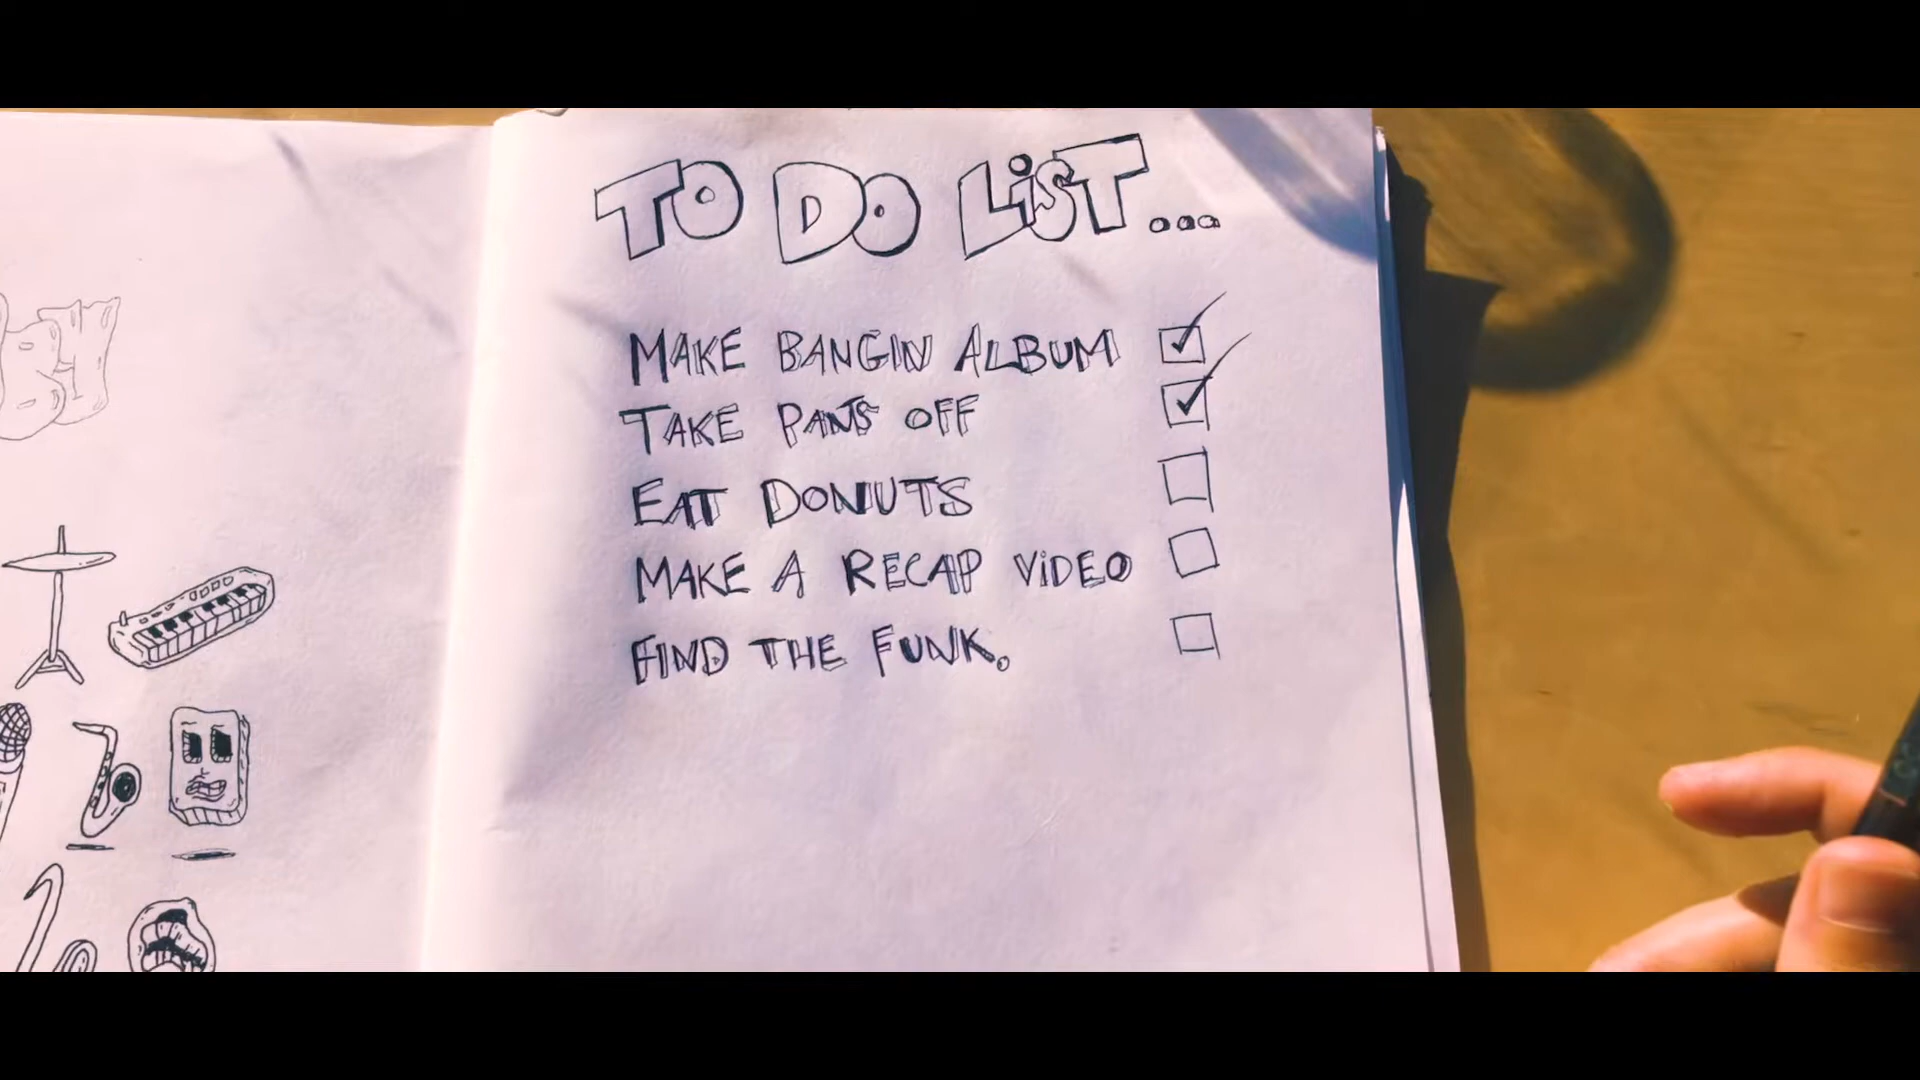 TO DO LiST...
MAKE BANGIN ALBUM
TAKE PANTS OFF
EAT DONUTS
MAKE A RECAP ViDEO
FIND THE FUNK.